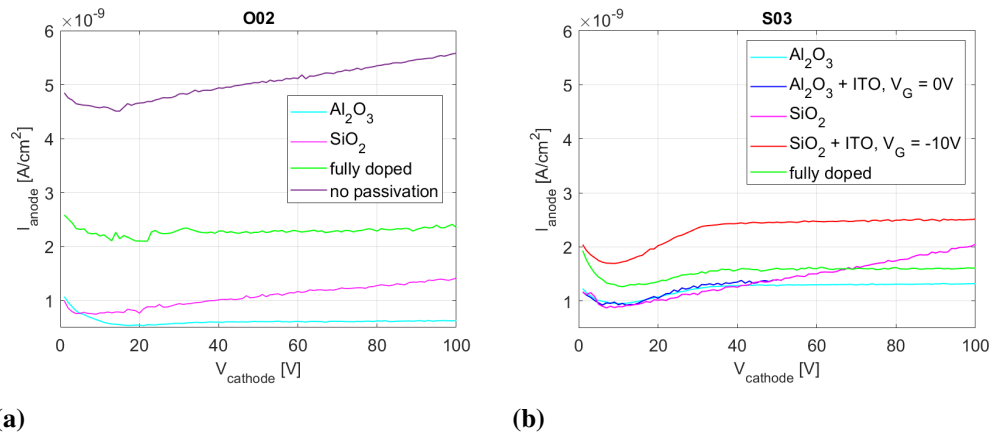 O02
×10⁻⁹
6
5
4
3
2
1
I_anode [A/cm²]
Al₂O₃
SiO₂
fully doped
no passivation
0 20 40 60 80 100
V_cathode [V]
(a)
S03
×10⁻⁹
6
5
4
3
2
1
I_anode [A/cm²]
Al₂O₃
Al₂O₃ + ITO, V_G = 0V
SiO₂
SiO₂ + ITO, V_G = -10V
fully doped
0 20 40 60 80 100
V_cathode [V]
(b)